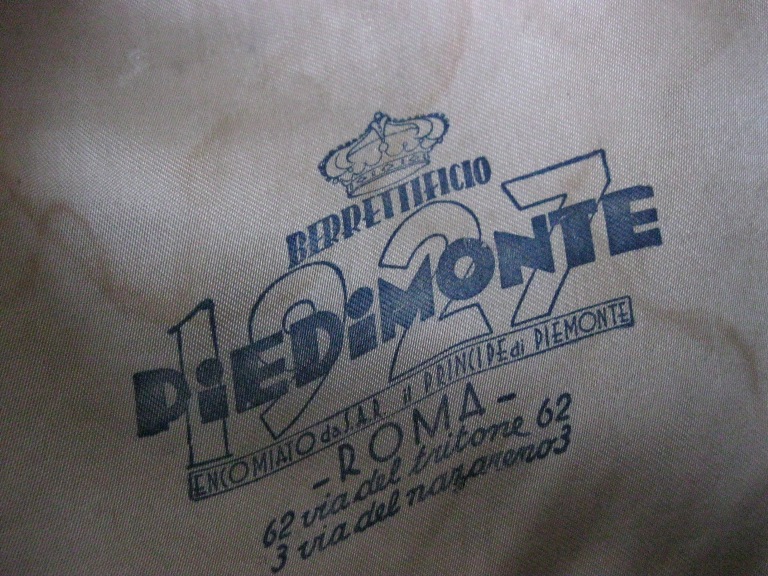 BERRETTIFICIO
1927
PiEDiMONTE
ENCOMIATO da S.A.R. il PRINCIPE di PIEMONTE
-ROMA-
62 via del tritone 62
3 via del nazareno 3